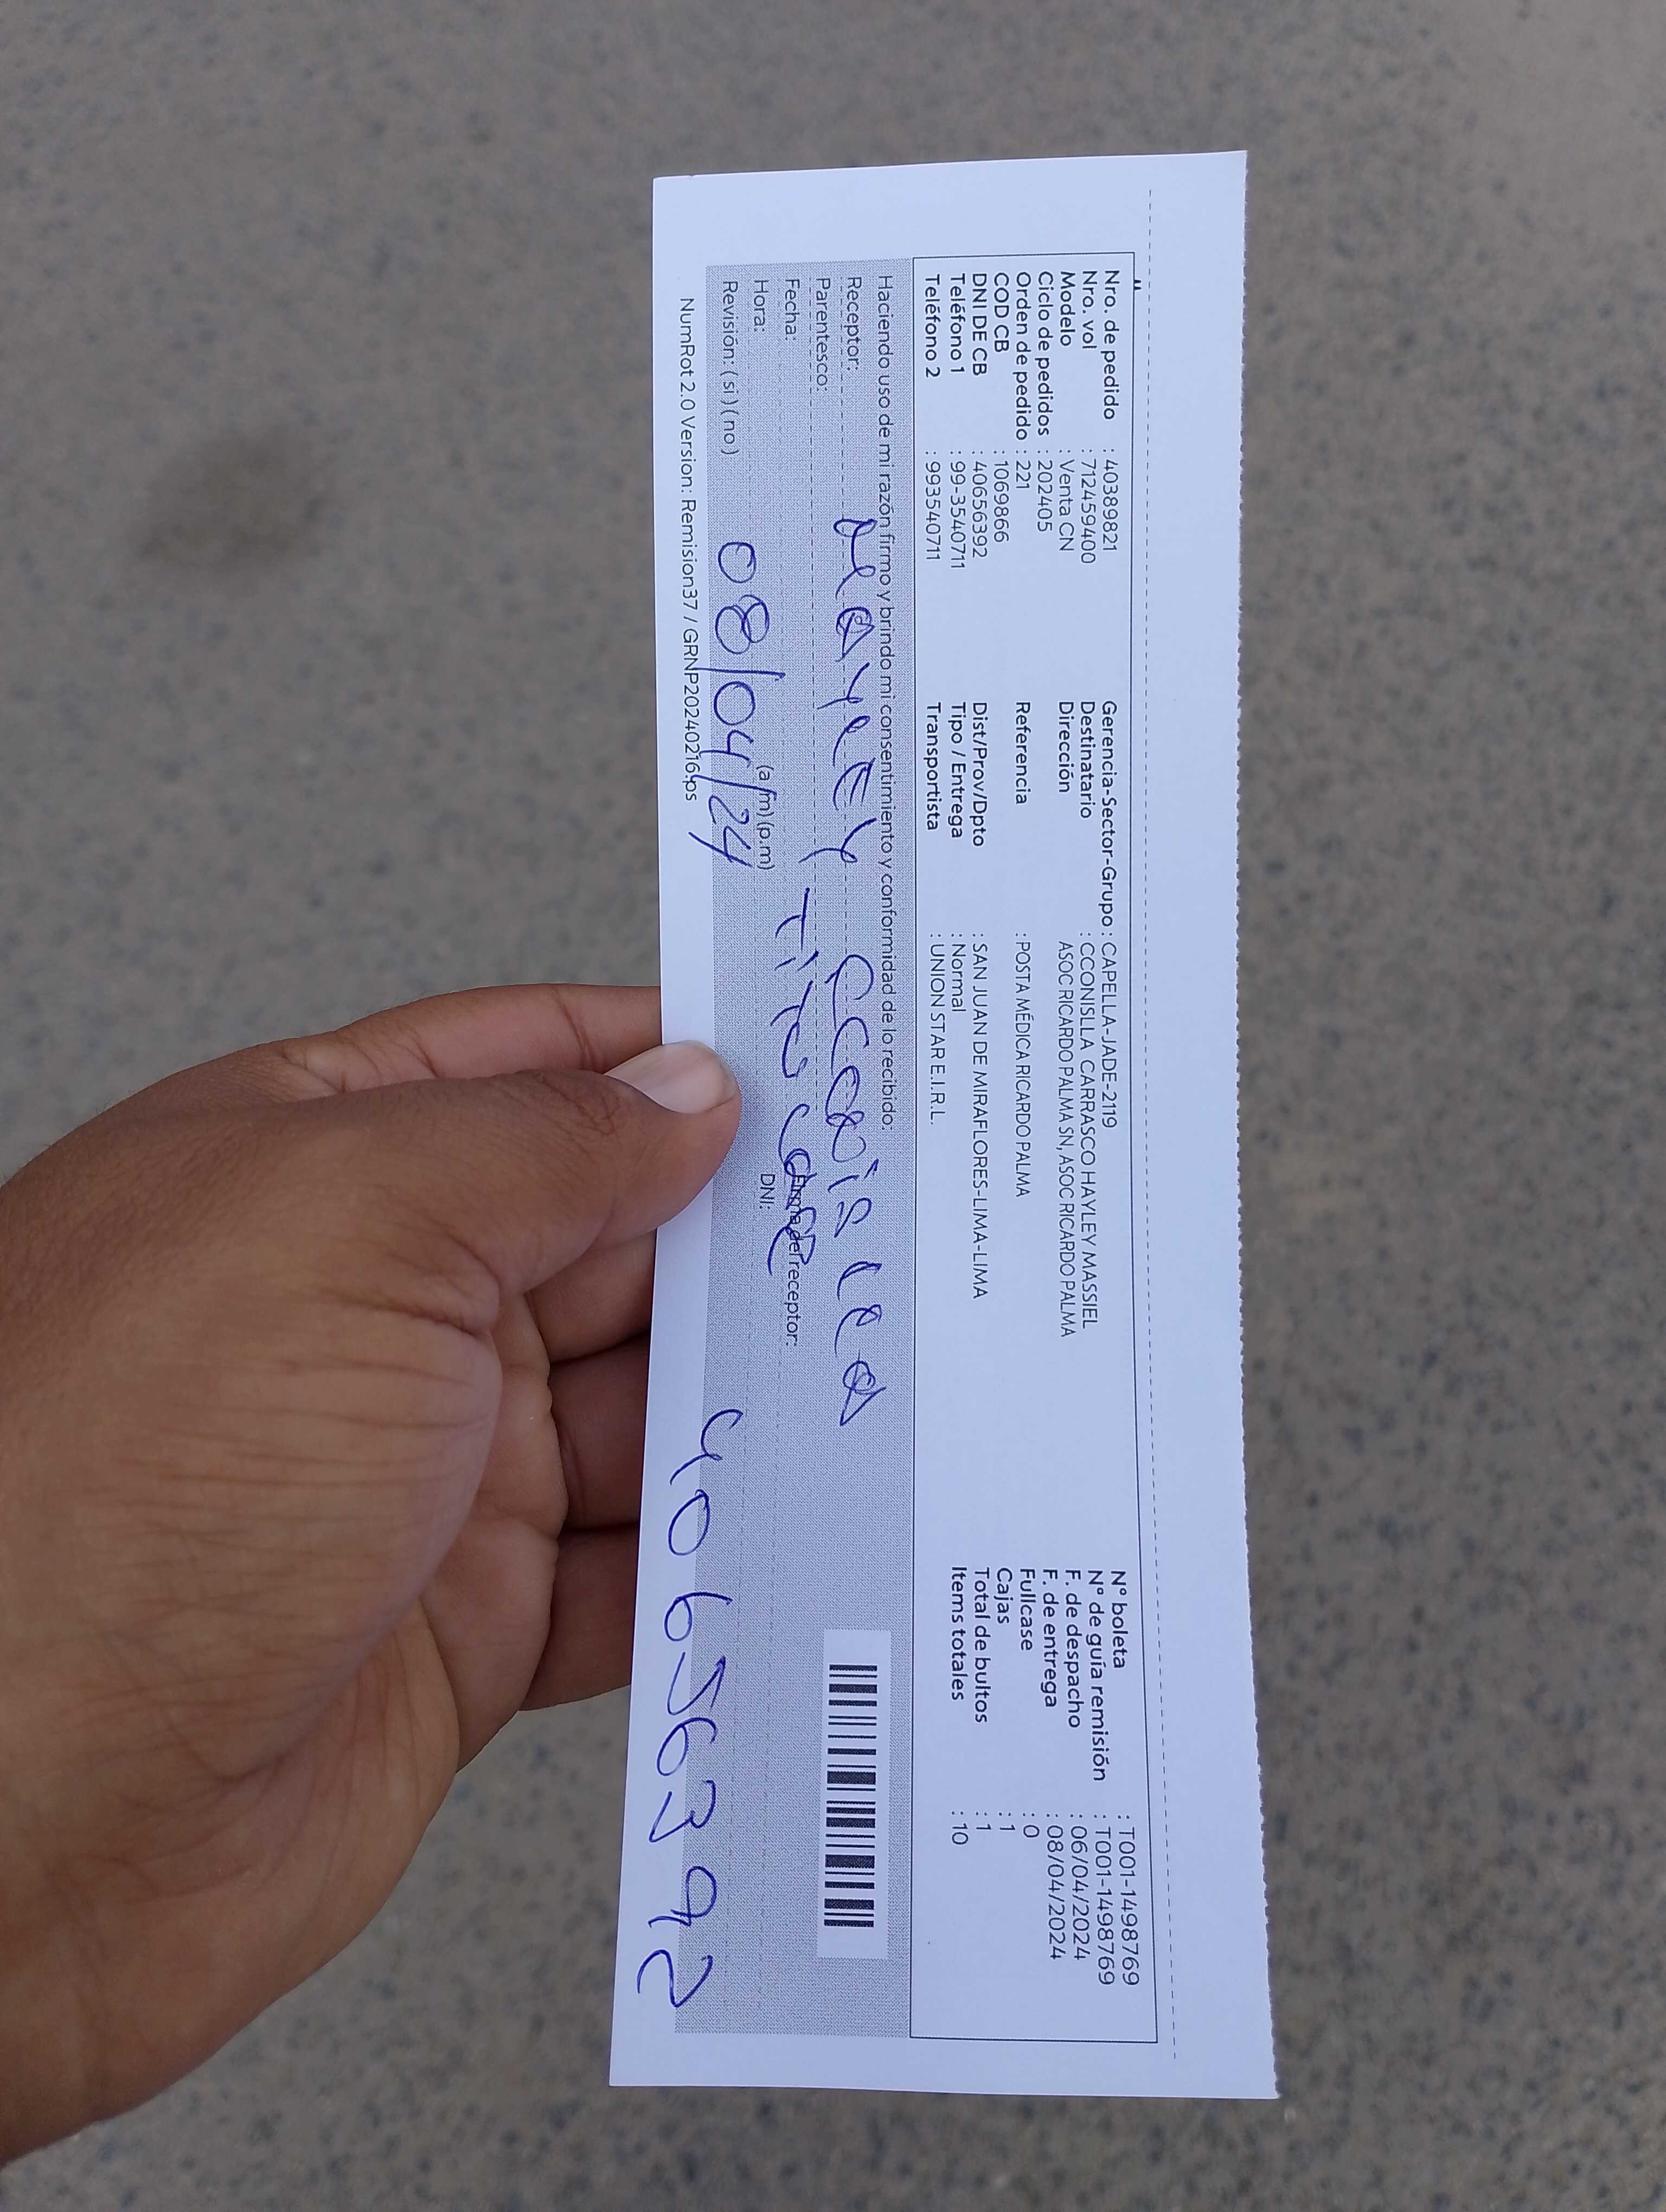 Nro. de pedido : 40389821
Nro. vol : 712459400
Modelo : Venta CN
Ciclo de pedidos : 202405
Orden de pedido : 221
COD CB : 1069866
DNI DE CB : 40656392
Teléfono 1 : 99-3540711
Teléfono 2 : 993540711
Gerencia-Sector-Grupo : CAPELLA-JADE-2119
Destinatario : CCONISLLA CARRASCO HAYLEY MASSIEL
Dirección ASOC RICARDO PALMA SN, ASOC RICARDO PALMA
Referencia : POSTA MÉDICA RICARDO PALMA
Dist/Prov/Dpto : SAN JUAN DE MIRAFLORES-LIMA-LIMA
Tipo / Entrega : Normal
Transportista : UNION STAR E.I.R.L.
N° boleta : T001-1498769
N° de guía remisión : T001-1498769
F. de despacho : 06/04/2024
F. de entrega : 08/04/2024
Fullcase : 0
Cajas : 1
Total de bultos : 1
Items totales : 10
Haciendo uso de mi razón firmo y brindo mi consentimiento y conformidad de lo recibido:
Receptor:
Parentesco:
Fecha:
Hora: (a.m) (p.m)
Revisión: ( si ) ( no )
Firma del receptor:
DNI:
08/04/24
40656392
NumRot 2.0 Version: Remision37 / GRNP20240216.ps